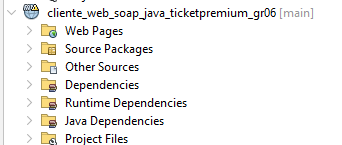 cliente_web_soap_java_ticketpremium_gr06 [main]
Web Pages
Source Packages
Other Sources
Dependencies
Runtime Dependencies
Java Dependencies
Project Files